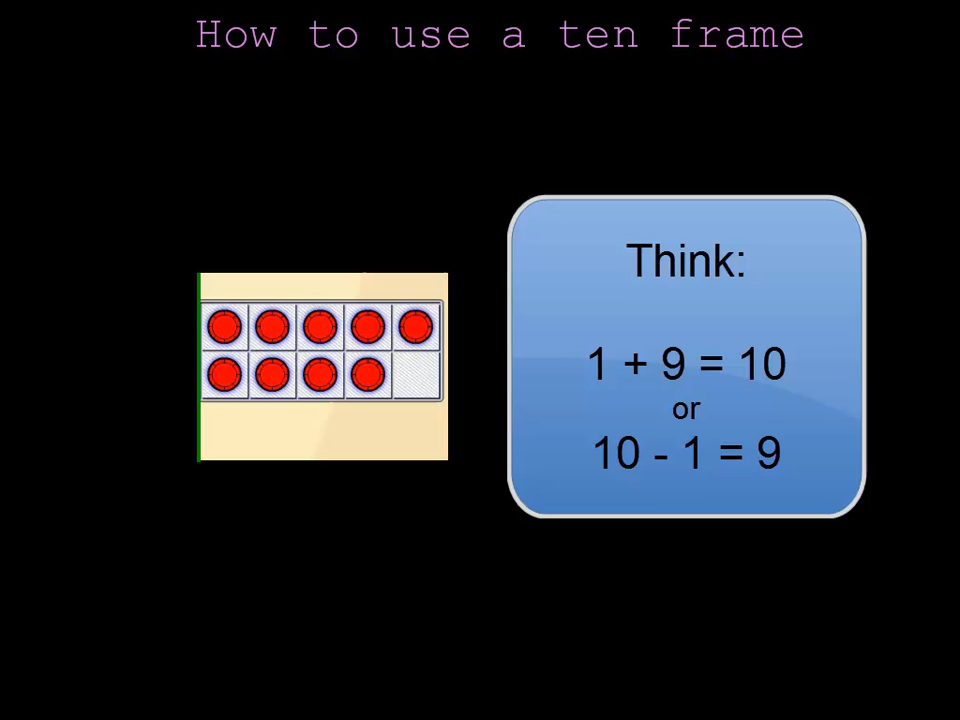 How to use a ten frame
Think:
1 + 9 = 10
or
10 - 1 = 9